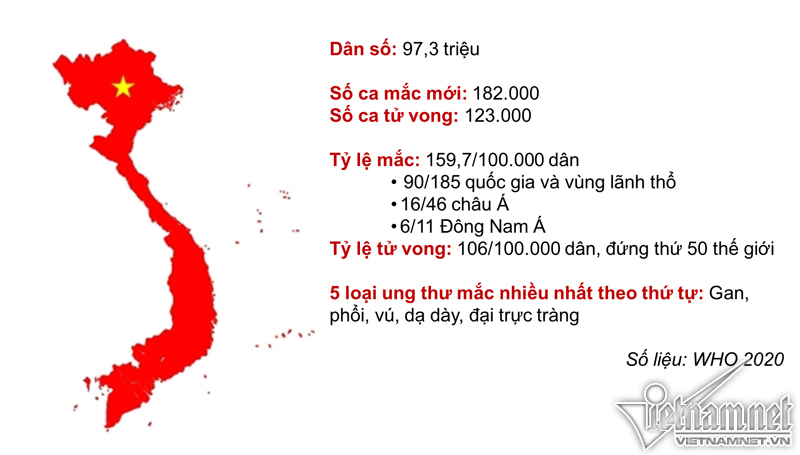 Dân số: 97,3 triệu
Số ca mắc mới: 182.000
Số ca tử vong: 123.000
Tỷ lệ mắc: 159,7/100.000 dân
• 90/185 quốc gia và vùng lãnh thổ
• 16/46 châu Á
• 6/11 Đông Nam Á
Tỷ lệ tử vong: 106/100.000 dân, đứng thứ 50 thế giới
5 loại ung thư mắc nhiều nhất theo thứ tự: Gan,
phổi, vú, dạ dày, đại trực tràng
Số liệu: WHO 2020
vietnamnet
VIETNAMNET.VN